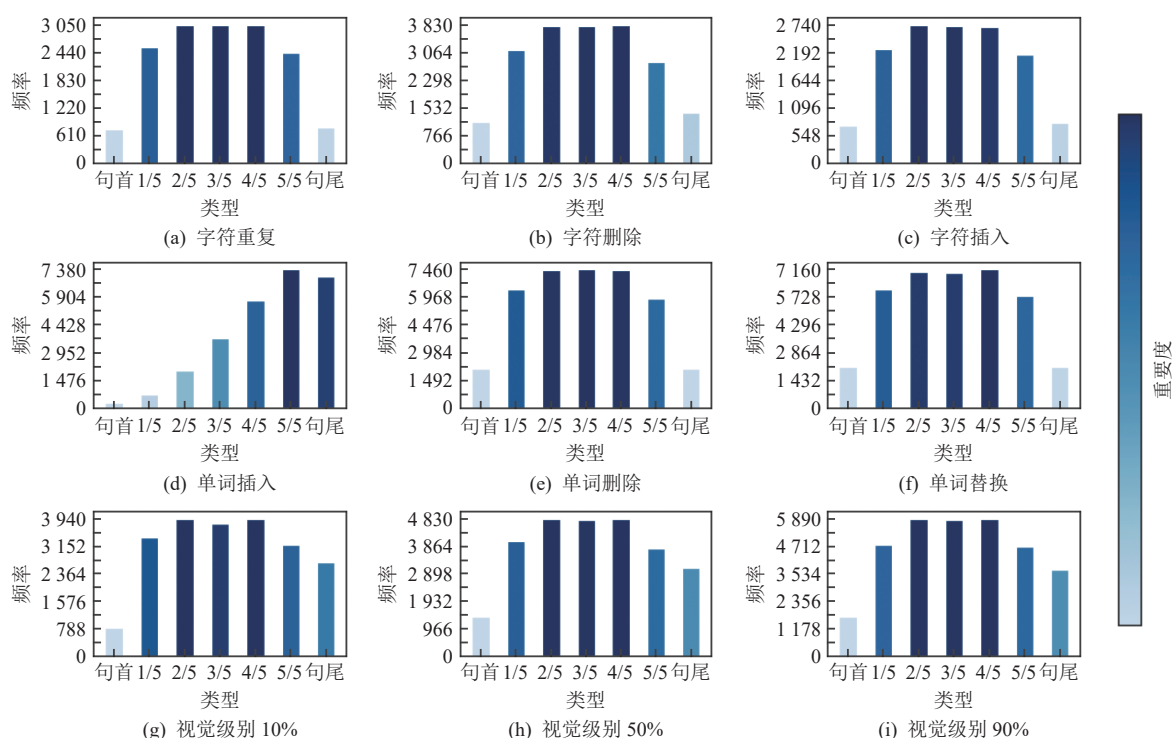 3 050
2 440
1 830
1 220
610
0
频率
句首 1/5 2/5 3/5 4/5 5/5 句尾
类型
(a) 字符重复
3 830
3 064
2 298
1 532
766
0
频率
句首 1/5 2/5 3/5 4/5 5/5 句尾
类型
(b) 字符删除
2 740
2 192
1 644
1 096
548
0
频率
句首 1/5 2/5 3/5 4/5 5/5 句尾
类型
(c) 字符插入
7 380
5 904
4 428
2 952
1 476
0
频率
句首 1/5 2/5 3/5 4/5 5/5 句尾
类型
(d) 单词插入
7 460
5 968
4 476
2 984
1 492
0
频率
句首 1/5 2/5 3/5 4/5 5/5 句尾
类型
(e) 单词删除
7 160
5 728
4 296
2 864
1 432
0
频率
句首 1/5 2/5 3/5 4/5 5/5 句尾
类型
(f) 单词替换
3 940
3 152
2 364
1 576
788
0
频率
句首 1/5 2/5 3/5 4/5 5/5 句尾
类型
(g) 视觉级别 10%
4 830
3 864
2 898
1 932
966
0
频率
句首 1/5 2/5 3/5 4/5 5/5 句尾
类型
(h) 视觉级别 50%
5 890
4 712
3 534
2 356
1 178
0
频率
句首 1/5 2/5 3/5 4/5 5/5 句尾
类型
(i) 视觉级别 90%
重要度